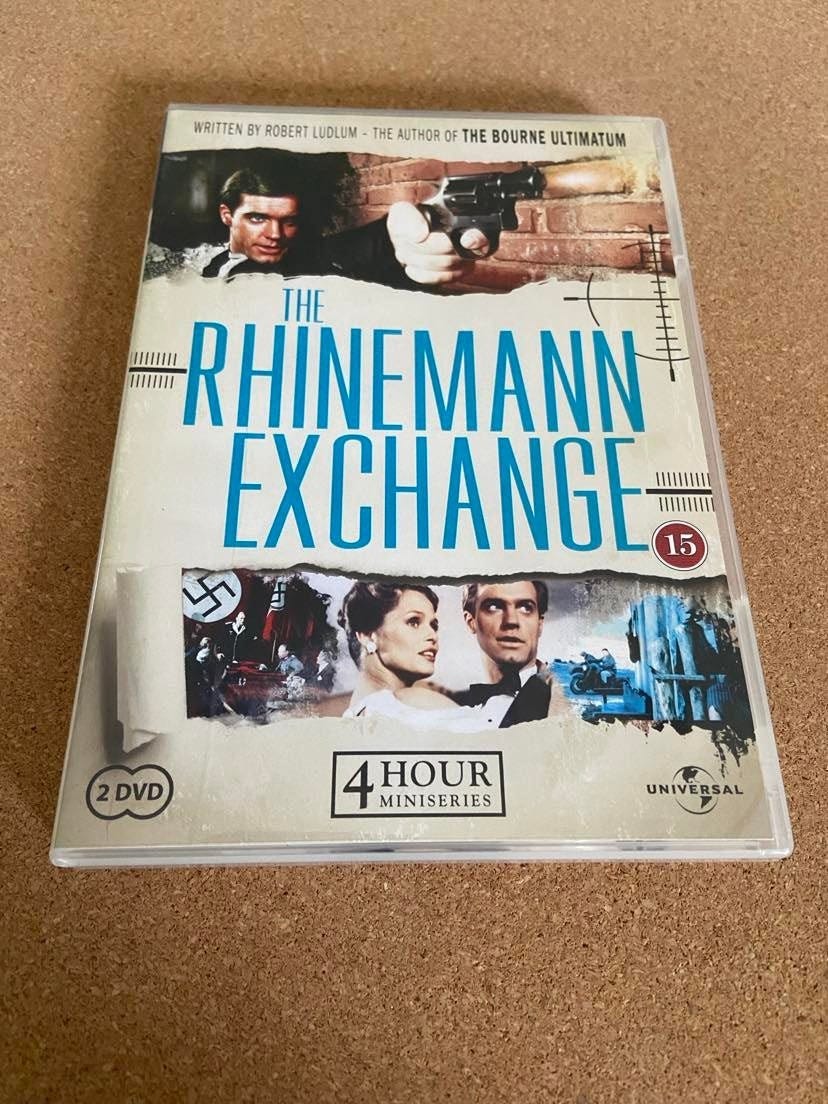 WRITTEN BY ROBERT LUDLUM - THE AUTHOR OF THE BOURNE ULTIMATUM
THE
RHINEMANN
EXCHANGE
15
2 DVD
4 HOUR
MINISERIES
UNIVERSAL